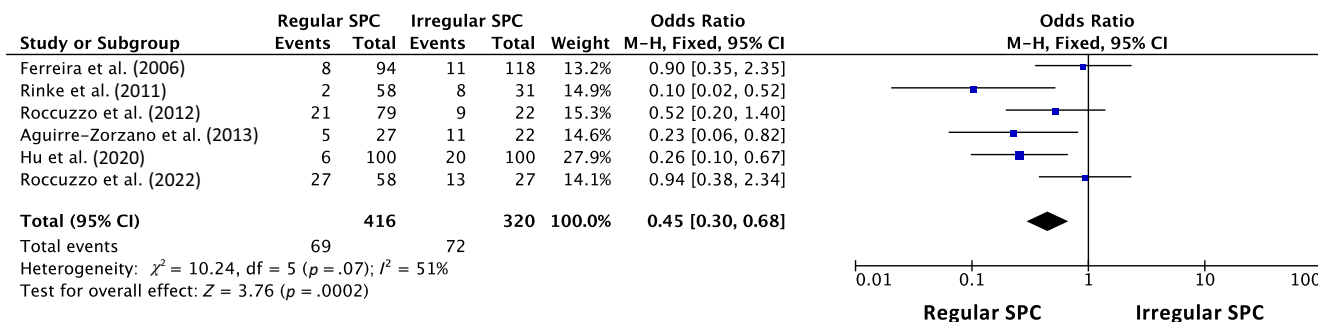 Regular SPC Irregular SPC Odds Ratio Odds Ratio
Study or Subgroup Events Total Events Total Weight M-H, Fixed, 95% CI M-H, Fixed, 95% CI
Ferreira et al. (2006) 8 94 11 118 13.2% 0.90 [0.35, 2.35]
Rinke et al. (2011) 2 58 8 31 14.9% 0.10 [0.02, 0.52]
Roccuzzo et al. (2012) 21 79 9 22 15.3% 0.52 [0.20, 1.40]
Aguirre-Zorzano et al. (2013) 5 27 11 22 14.6% 0.23 [0.06, 0.82]
Hu et al. (2020) 6 100 20 100 27.9% 0.26 [0.10, 0.67]
Roccuzzo et al. (2022) 27 58 13 27 14.1% 0.94 [0.38, 2.34]
Total (95% CI) 416 320 100.0% 0.45 [0.30, 0.68]
Total events 69 72
Heterogeneity: χ² = 10.24, df = 5 (p = .07); I² = 51%
Test for overall effect: Z = 3.76 (p = .0002)
0.01 0.1 1 10 100
Regular SPC Irregular SPC